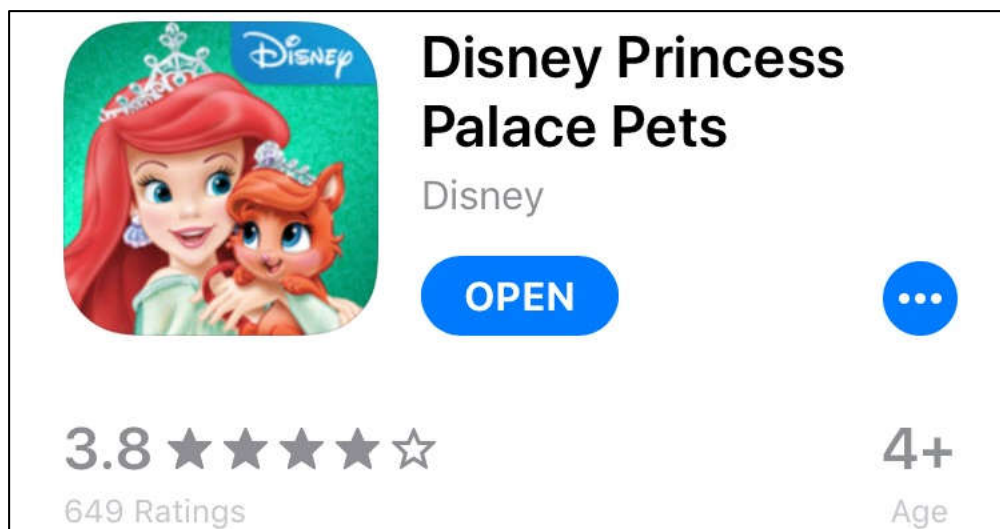 Disney
Disney Princess
Palace Pets
Disney
OPEN
3.8
4+
649 Ratings
Age